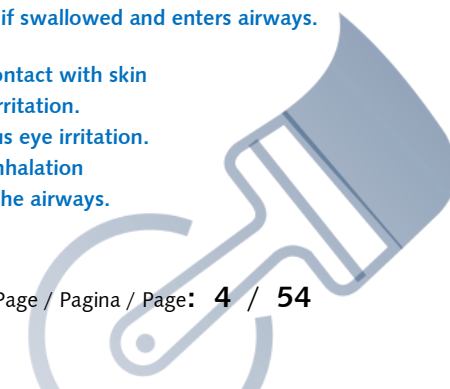 if swallowed and enters airways.
ontact with skin
rritation.
us eye irritation.
nhalation
he airways.
Page / Pagina / Page: 4 / 54